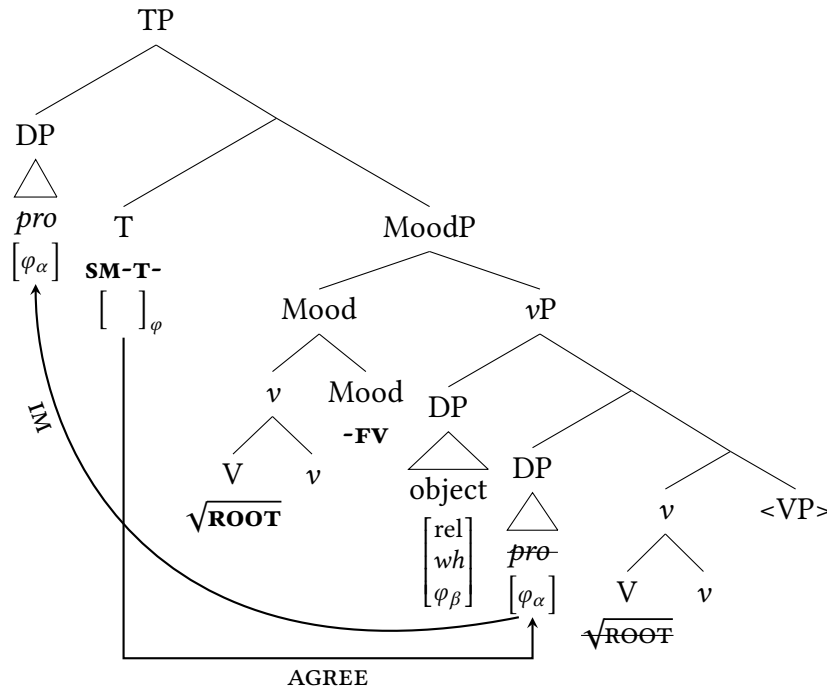 TP
DP
pro
[φα]
T
SM-T-
[ ]φ
MoodP
Mood
vP
v
Mood
-FV
V
v
√ROOT
DP
object
[rel
wh
φβ]
DP
pro
[φα]
v
<VP>
V
v
√ROOT
IM
AGREE